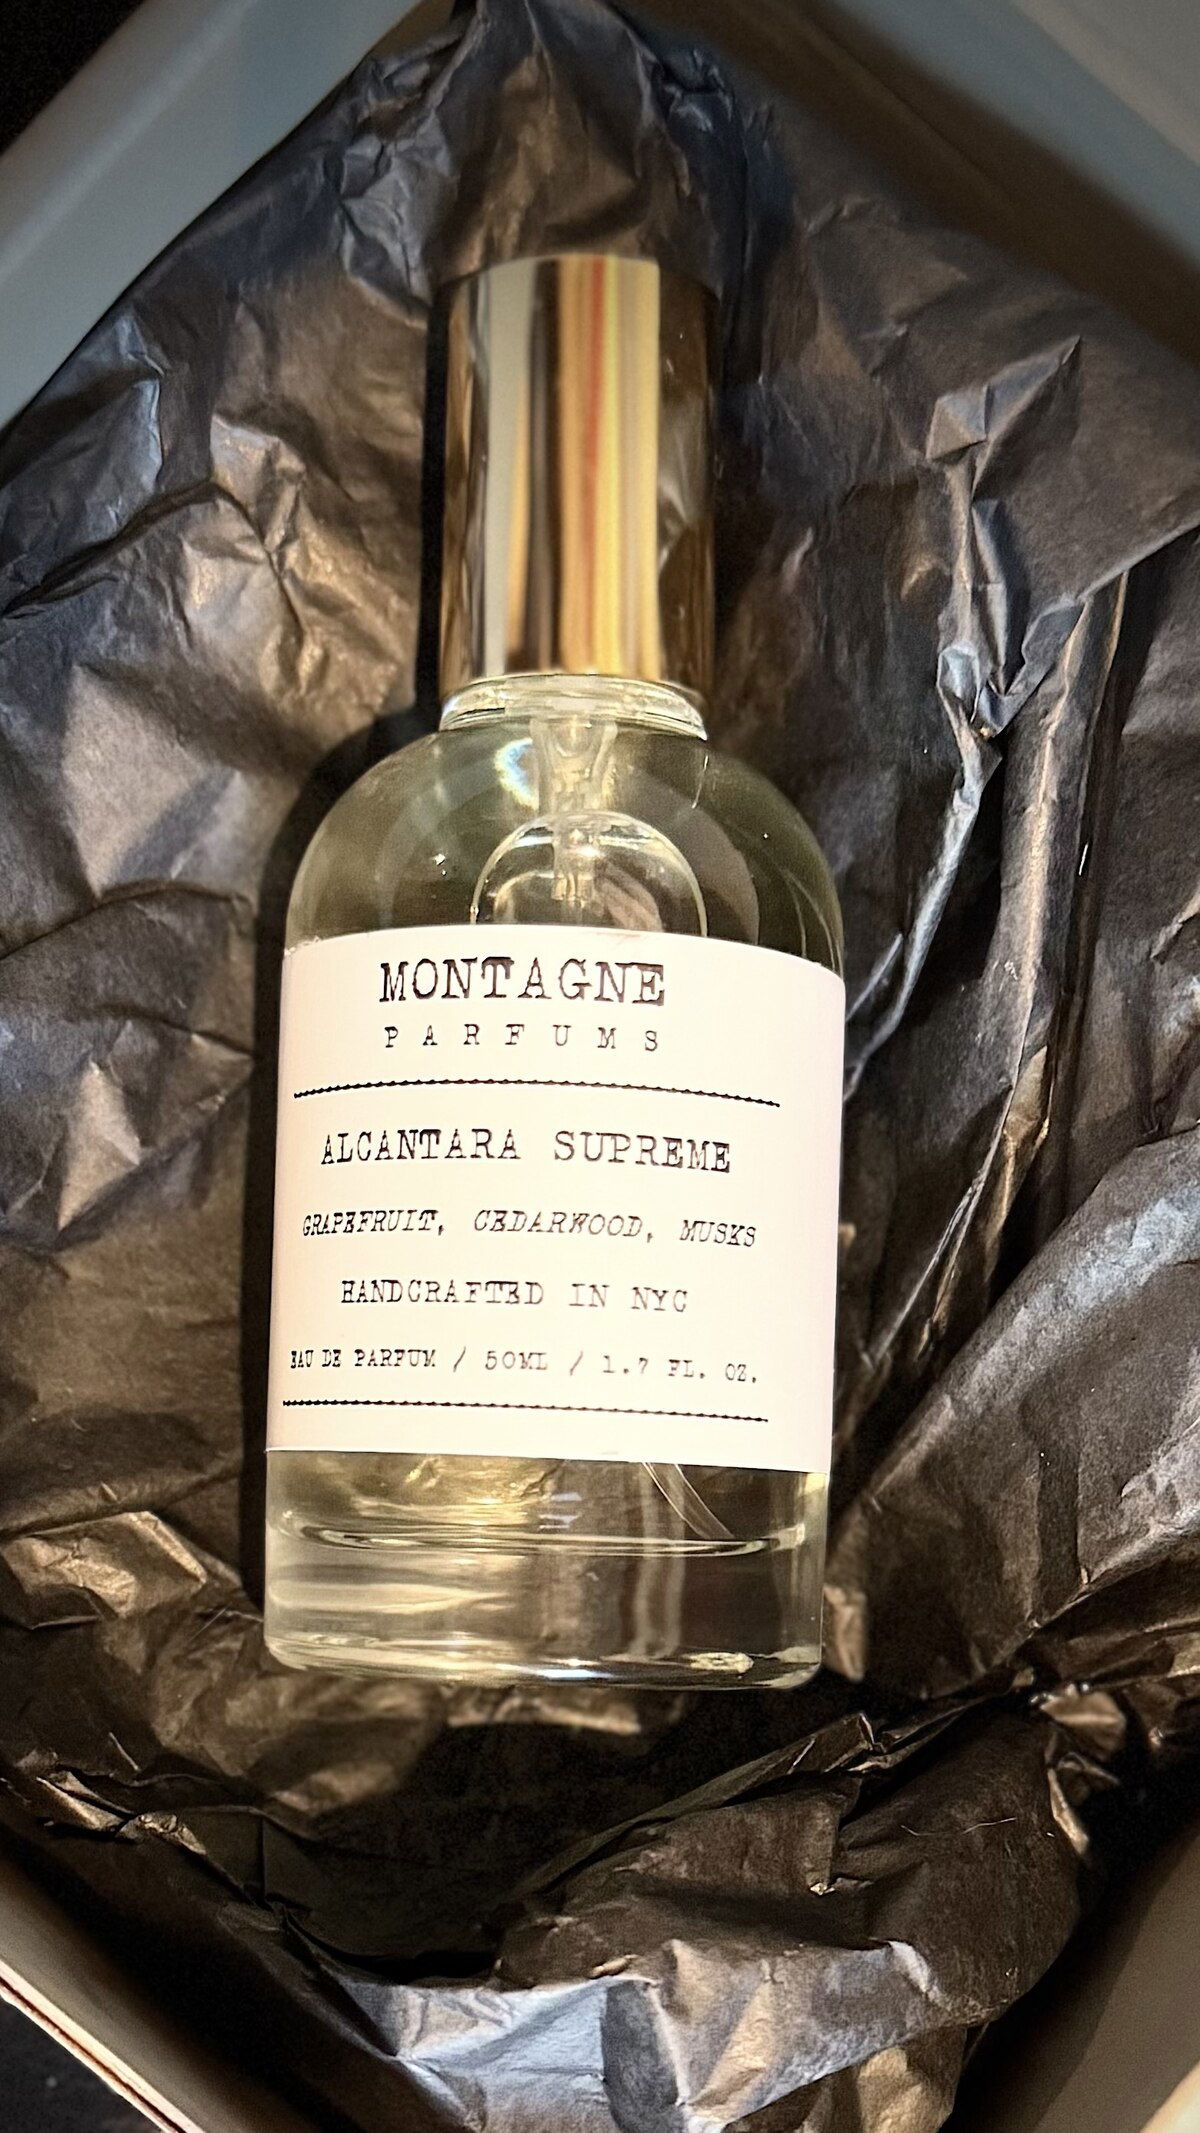 MONTAGNE
PARFUMS
ALCANTARA SUPREME
GRAPEFRUIT, CEDARWOOD, MUSKS
HANDCRAFTED IN NYC
EAU DE PARFUM / 50ML / 1.7 FL. OZ.